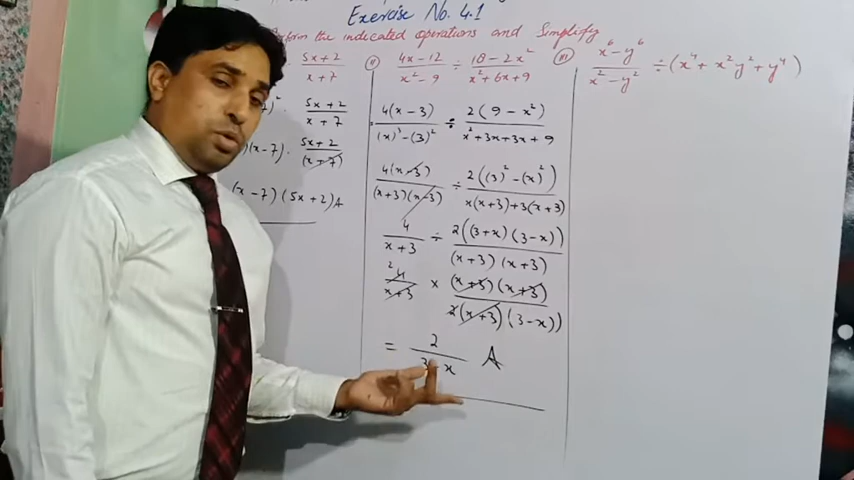 Exercise No. 4.1
form the indicated operations and Simplify
5x+2 / x+7
(ii) 4x-12 / x²-9 ÷ 18-2x² / x²+6x+9
(iii) x⁶-y⁶ / x²-y² ÷ (x⁴+x²y²+y⁴)
5x+2 / x+7
)(x-7) . 5x+2 / (x+7)
(x-7)(5x+2) A
4(x-3) / (x)²-(3)² ÷ 2(9-x²) / x²+3x+3x+9
4(x-3) / (x+3)(x-3) ÷ 2((3)²-(x)²) / x(x+3)+3(x+3)
4 / x+3 ÷ 2((3+x)(3-x)) / (x+3)(x+3)
²4 / x+3 × (x+3)(x+3) / 2(x+3)(3-x))
= 2 / 3 x A